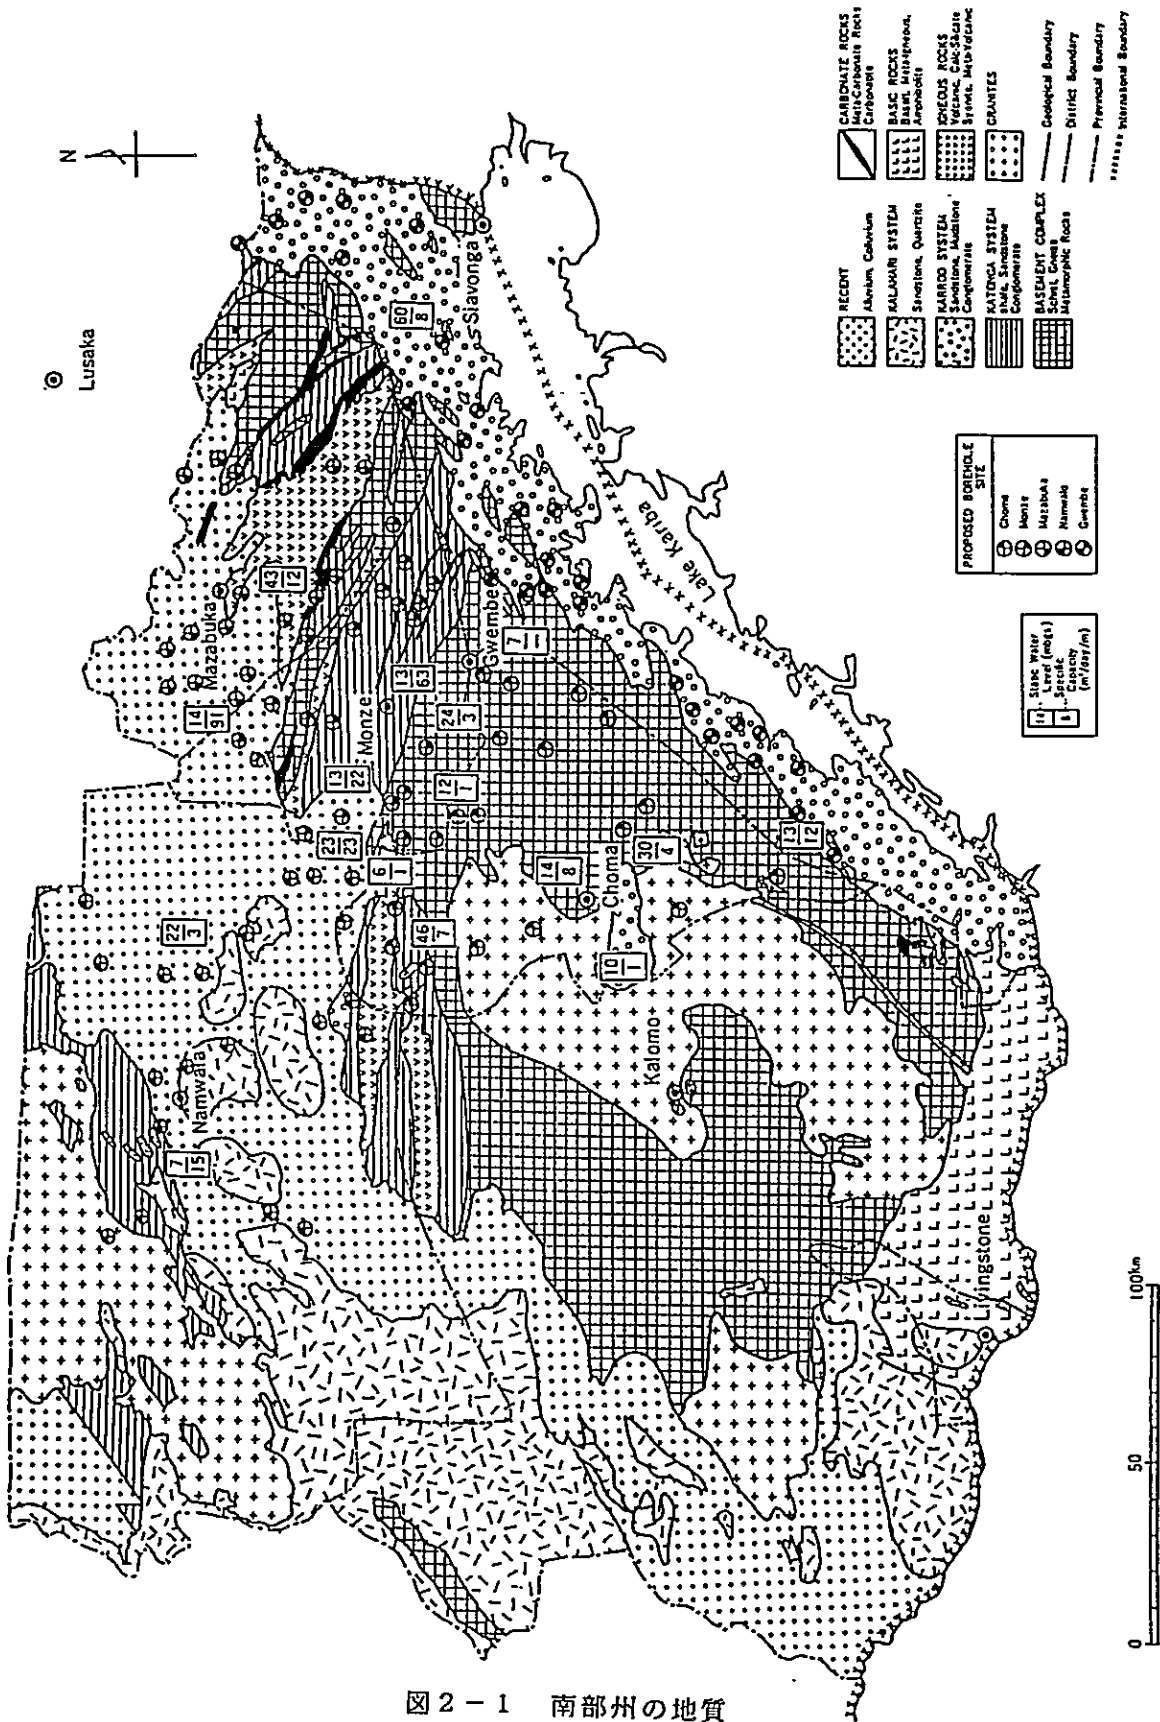 N
Lusaka
Siavonga
Lake Kariba
Mazabuka
Monze
Gwembe
Choma
Namwala
Kalomo
Livingstone
60
8
43
12
14
91
13
63
7
1
24
3
13
22
12
1
23
23
6
1
14
8
30
4
13
12
22
3
46
7
10
1
7
15
RECENT
Alluvium, Coluvium
KALAHARI SYSTEM
Sandstone, Quartzite
KARROO SYSTEM
Sandstone, Mudstone
Conglomerate
KATENGA SYSTEM
Shale, Sandstone
Conglomerate
BASEMENT COMPLEX
Schist, Gneiss
Metamorphic Rocks
CARBONATE ROCKS
Meta-Carbonate Rocks
Carbonatite
BASIC ROCKS
Basalt, Meta-igneous,
Amphibolite
IGNEOUS ROCKS
Volcanic, Calc-Silicate
Syenite, Meta-Volcanic
GRANITES
Geological Boundary
District Boundary
Provincial Boundary
International Boundary
PROPOSED BOREHOLE
SITE
Choma
Monze
Mazabuka
Namwala
Gwembe
Static Water
Level (mbgs)
Specific
Capacity
(m³/day/m)
0 50 100Km
図2-1 南部州の地質